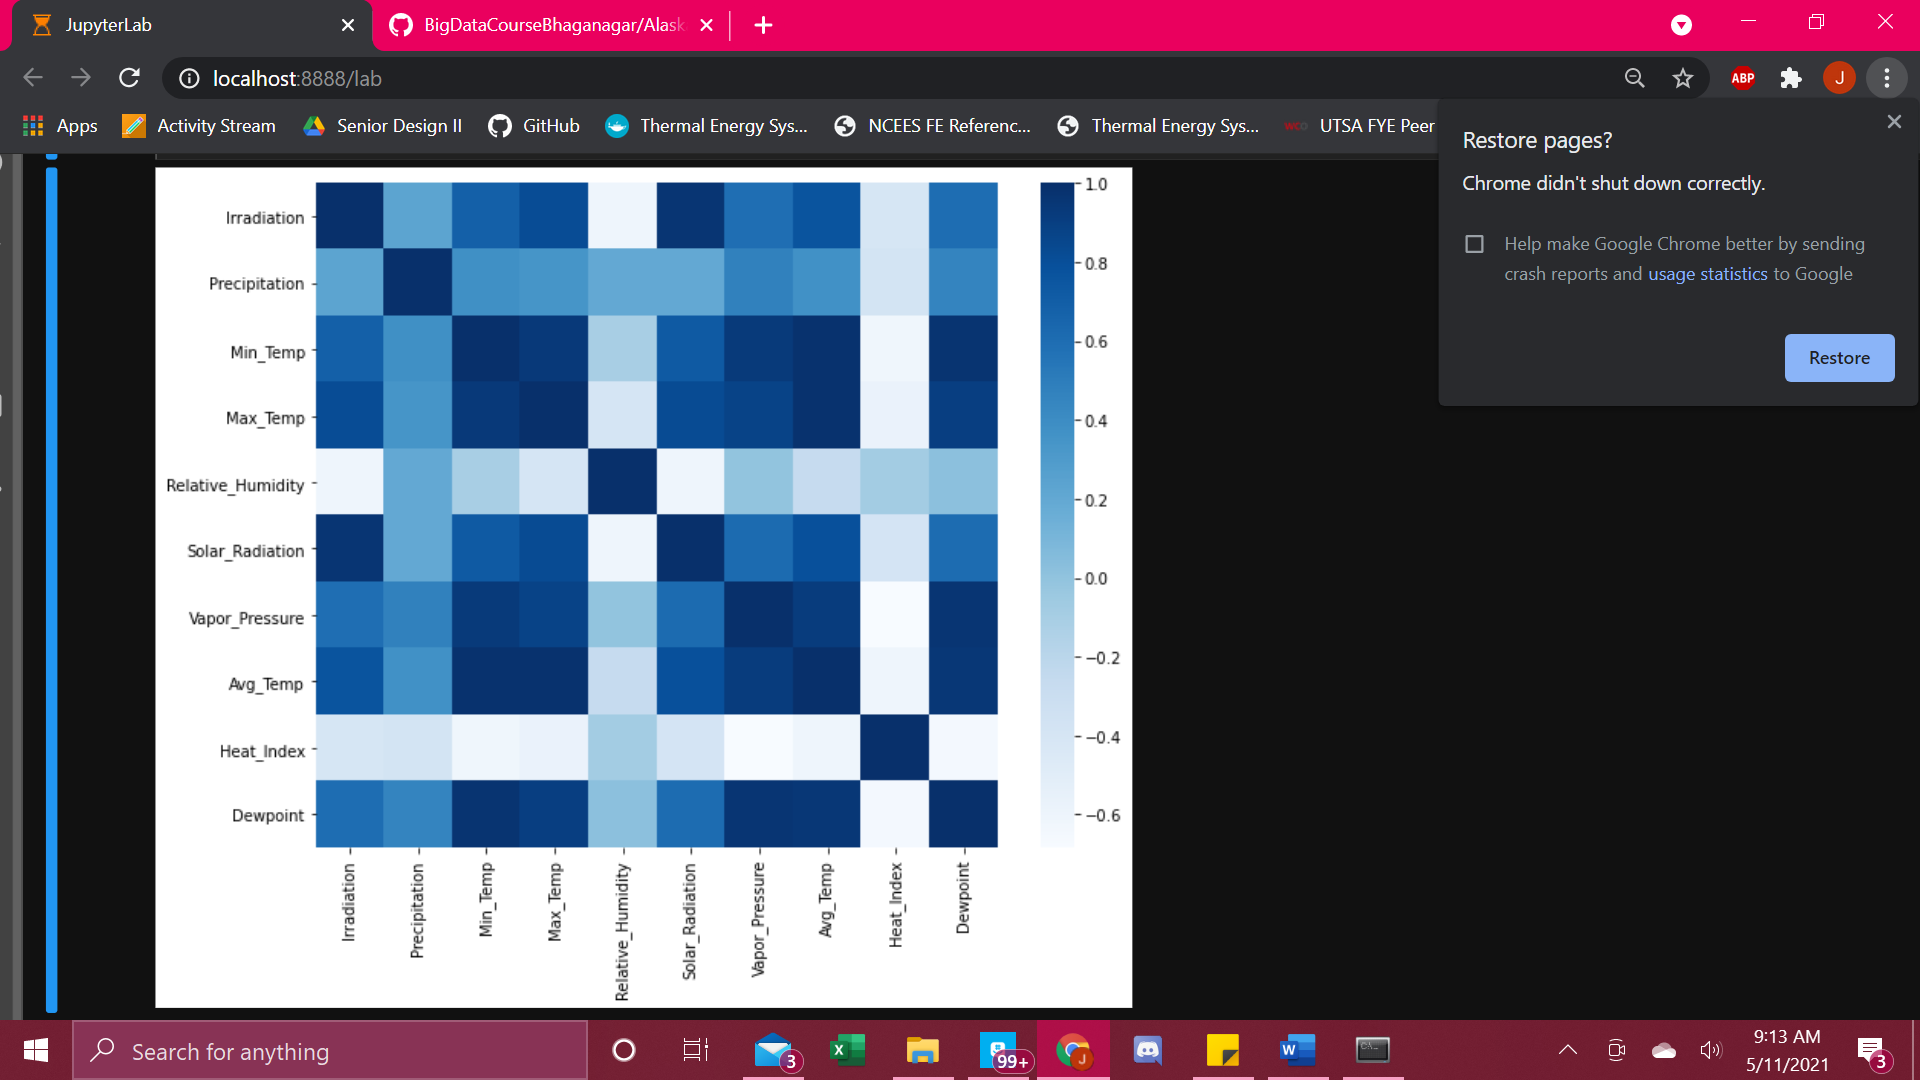 JupyterLab
BigDataCourseBhaganagar/Alask
localhost:8888/lab
ABP
J
Apps
Activity Stream
Senior Design II
GitHub
Thermal Energy Sys...
NCEES FE Referenc...
Thermal Energy Sys...
UTSA FYE Peer
Restore pages?
Chrome didn't shut down correctly.
Help make Google Chrome better by sending
crash reports and usage statistics to Google
Restore
Irradiation
Precipitation
Min_Temp
Max_Temp
Relative_Humidity
Solar_Radiation
Vapor_Pressure
Avg_Temp
Heat_Index
Dewpoint
1.0
0.8
0.6
0.4
0.2
0.0
−0.2
−0.4
−0.6
Irradiation
Precipitation
Min_Temp
Max_Temp
Relative_Humidity
Solar_Radiation
Vapor_Pressure
Avg_Temp
Heat_Index
Dewpoint
Search for anything
3
X
99+
J
W
9:13 AM
5/11/2021
3